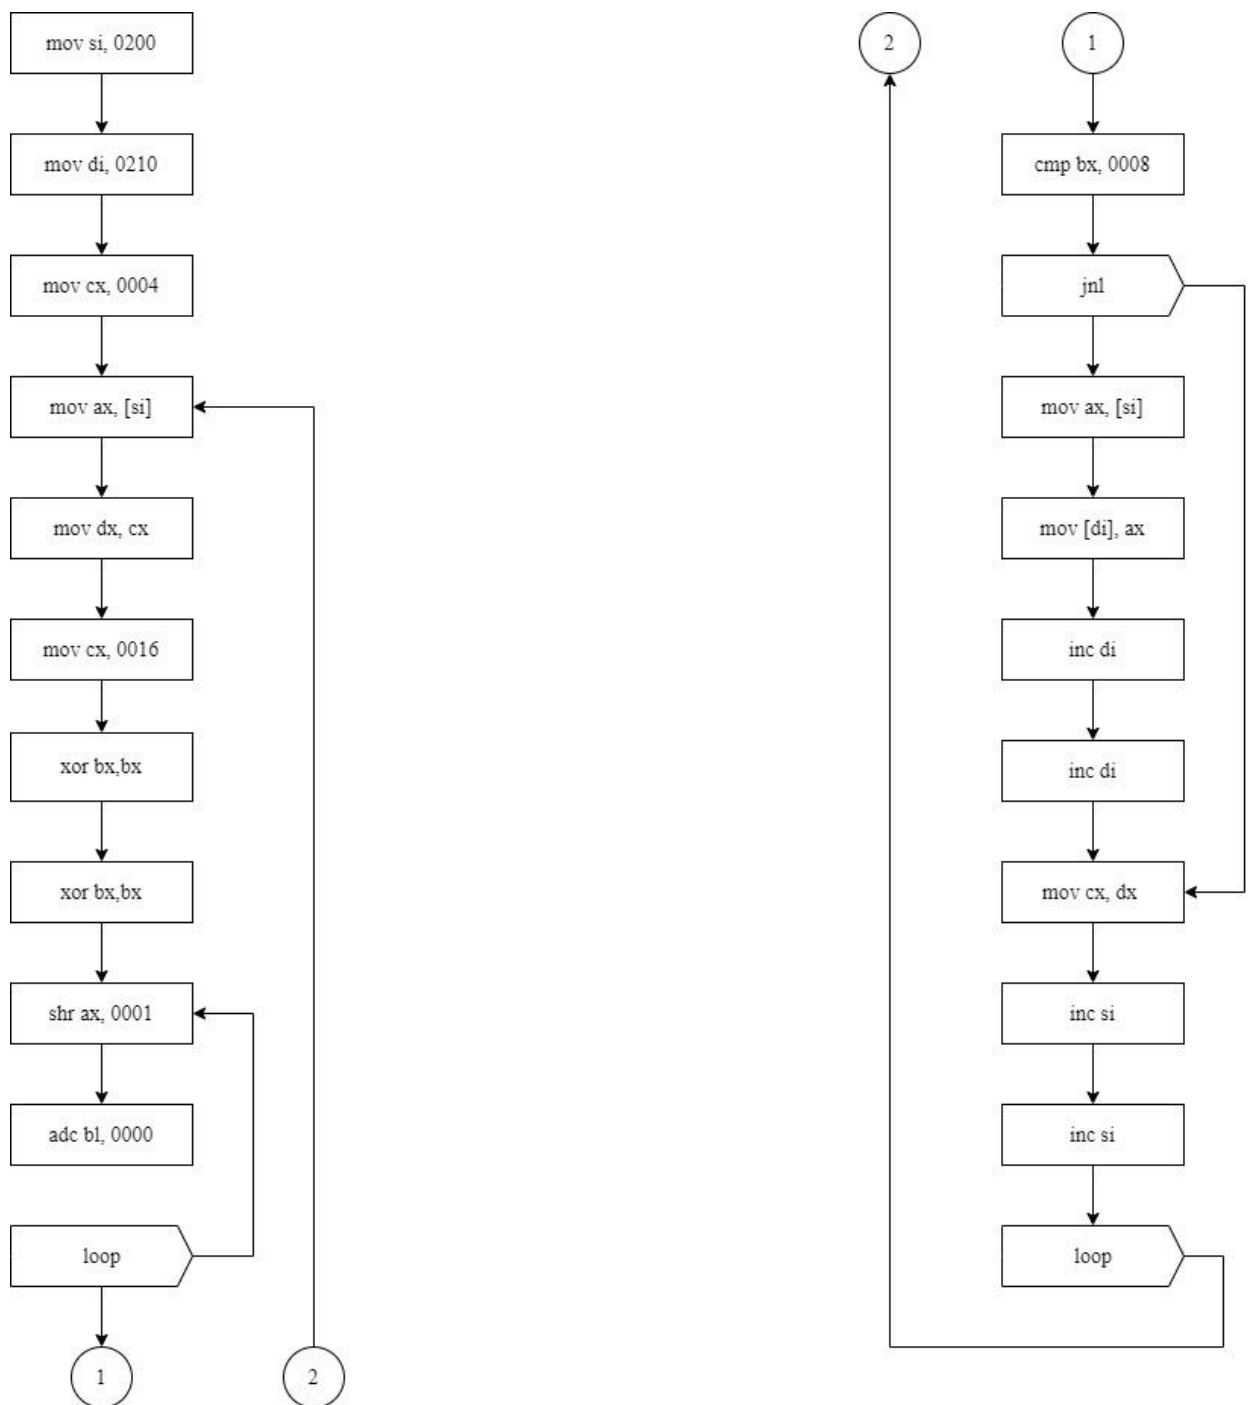 mov si, 0200
mov di, 0210
mov cx, 0004
mov ax, [si]
mov dx, cx
mov cx, 0016
xor bx,bx
xor bx,bx
shr ax, 0001
adc bl, 0000
loop
1
2
2
1
cmp bx, 0008
jnl
mov ax, [si]
mov [di], ax
inc di
inc di
mov cx, dx
inc si
inc si
loop